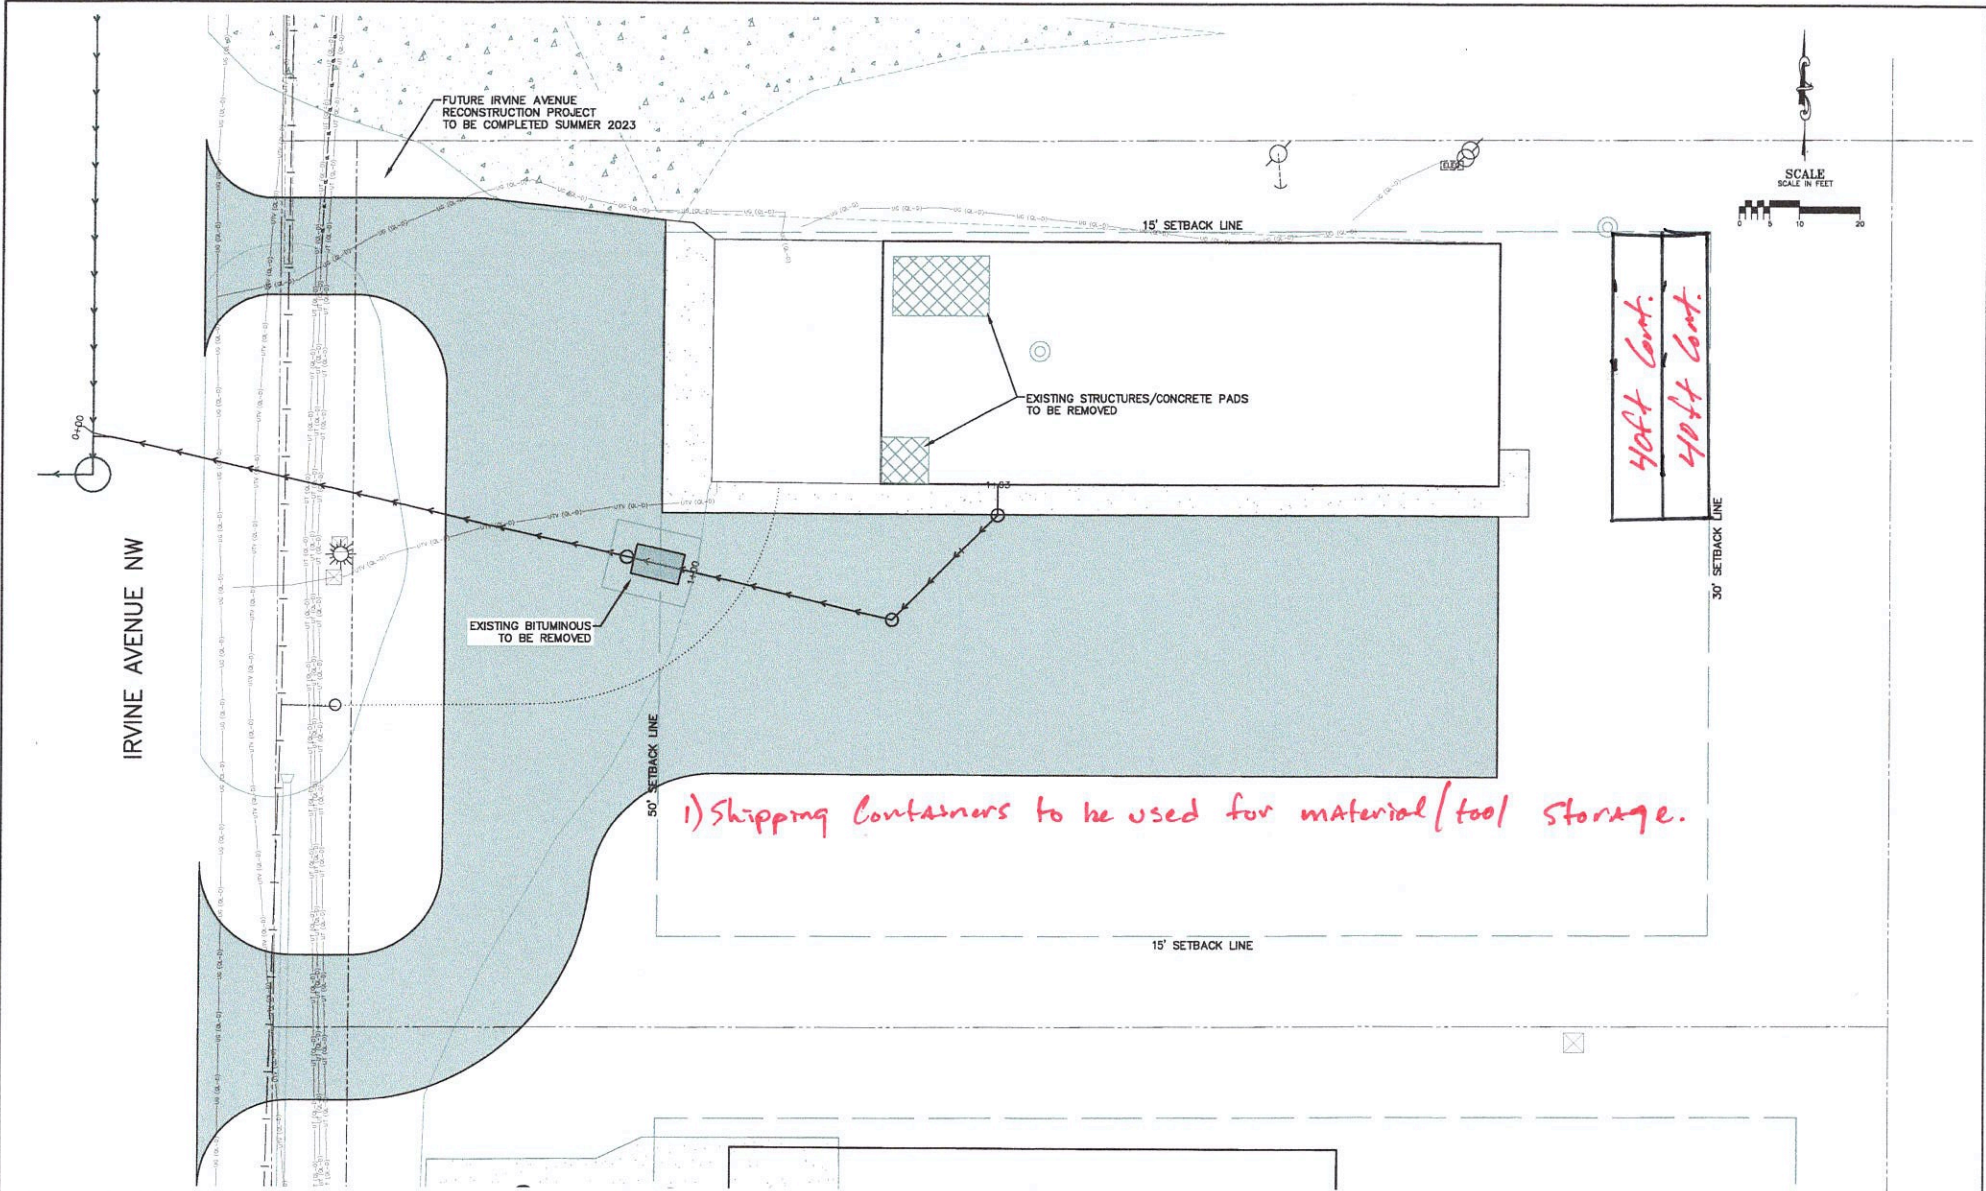 FUTURE IRVINE AVENUE
RECONSTRUCTION PROJECT
TO BE COMPLETED SUMMER 2023
SCALE
SCALE IN FEET
0 5 10 20
15' SETBACK LINE
40ft Cont.
40ft Cont.
EXISTING STRUCTURES/CONCRETE PADS
TO BE REMOVED
0+00
1+63
1+00
30' SETBACK LINE
IRVINE AVENUE NW
EXISTING BITUMINOUS
TO BE REMOVED
50' SETBACK LINE
1) Shipping Containers to be used for material/tool storage.
15' SETBACK LINE